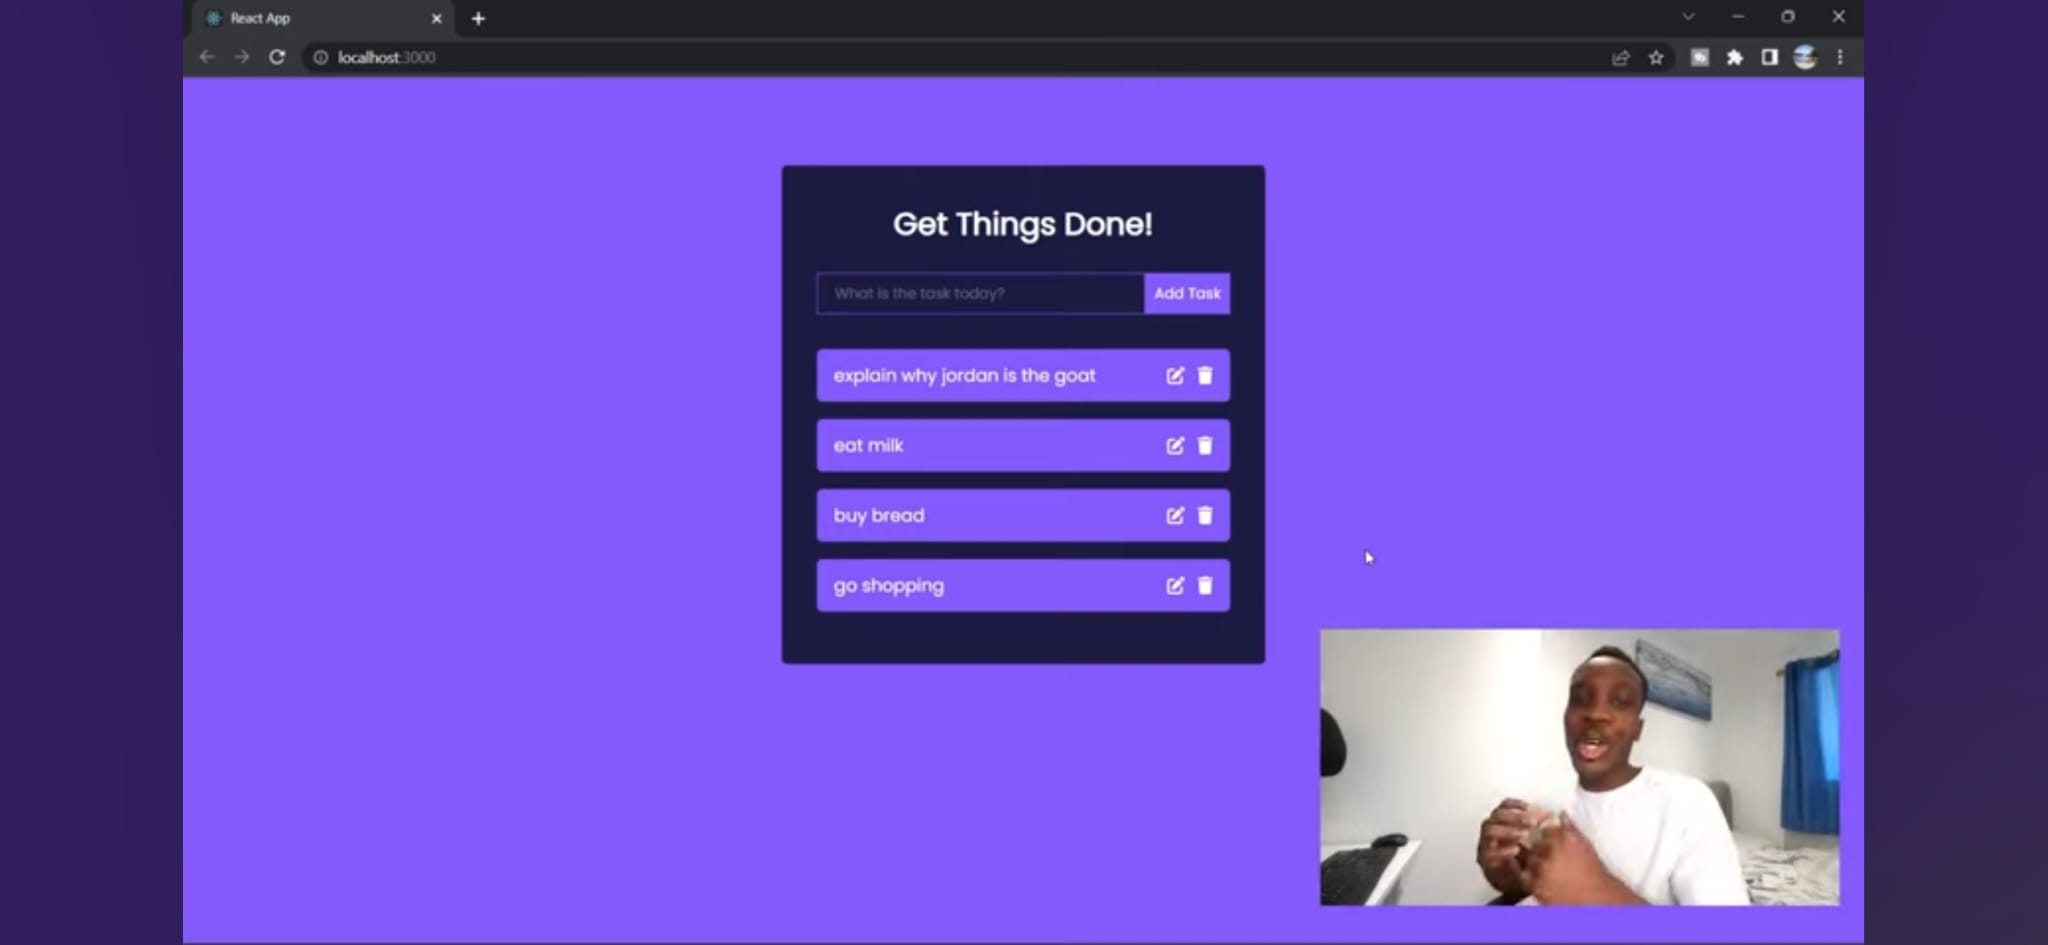 React App
localhost:3000
Get Things Done!
What is the task today?
Add Task
explain why jordan is the goat
eat milk
buy bread
go shopping